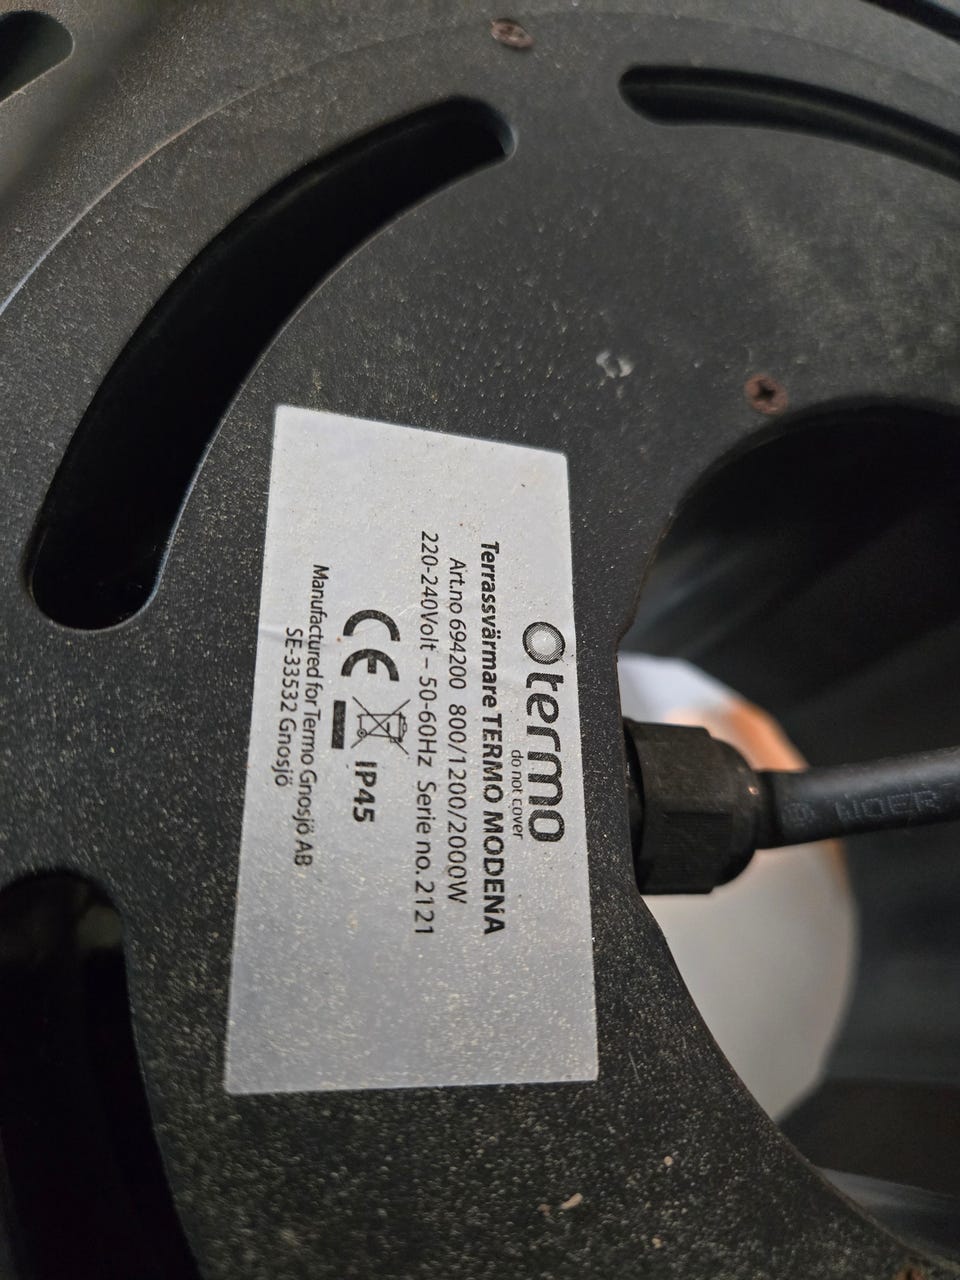 termo
do not cover
Terrassvärmare TERMO MODENA
Art.no 694200 800/1200/2000W
220-240Volt – 50-60Hz Serie no. 2121
CE IP45
Manufactured for Termo Gnosjö AB
SE-33532 Gnosjö